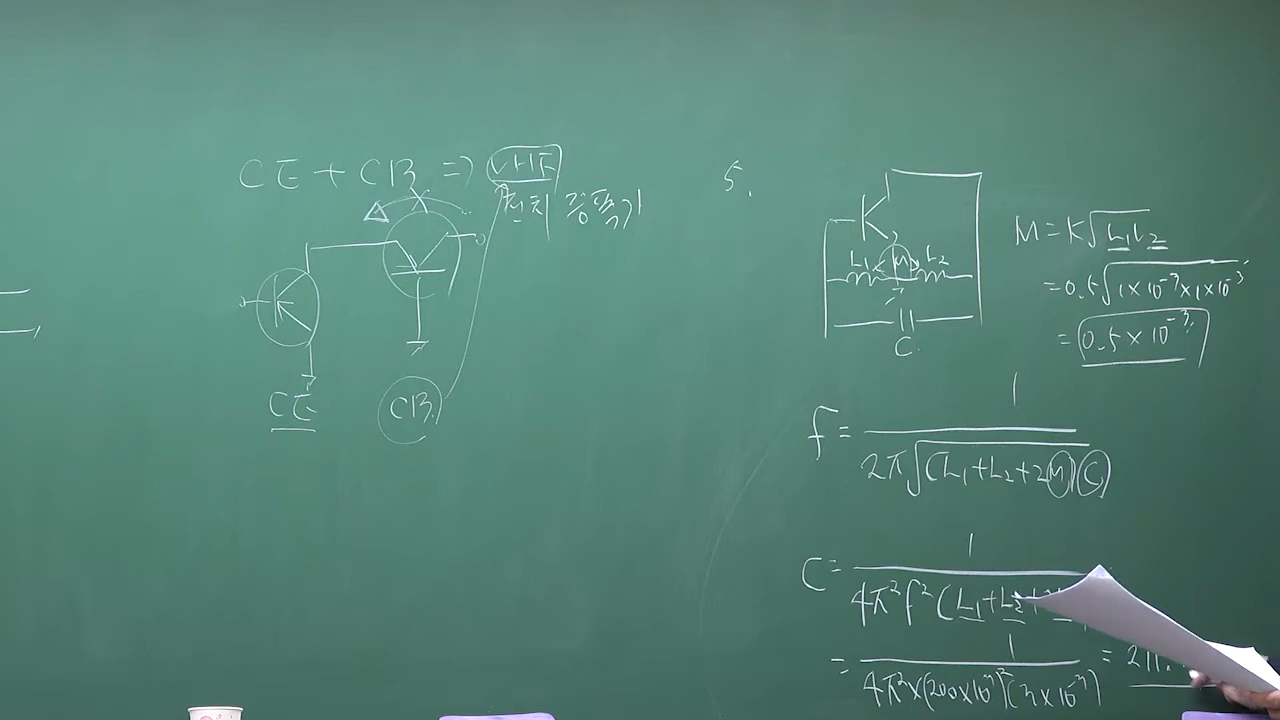 CE + CB ⇒ VHF
전치 증폭기
CE
CB
5.
L₁ M L₂
C
M = K√L₁L₂
= 0.5√1×10⁻³×1×10⁻³
= 0.5×10⁻³
f = 1 / 2π√(L₁+L₂+2M)C
C = 1 / 4π²f²(L₁+L₂+2
= 1 / 4π²×(200×10³)²(3×10⁻³) = 211.